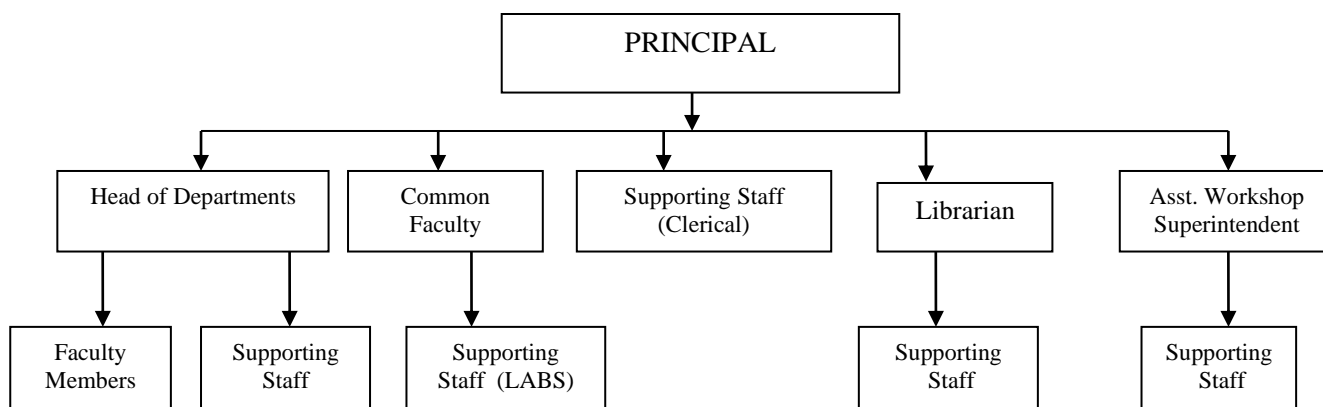 PRINCIPAL
Head of Departments
Common
Faculty
Supporting Staff
(Clerical)
Librarian
Asst. Workshop
Superintendent
Faculty
Members
Supporting
Staff
Supporting
Staff (LABS)
Supporting
Staff
Supporting
Staff